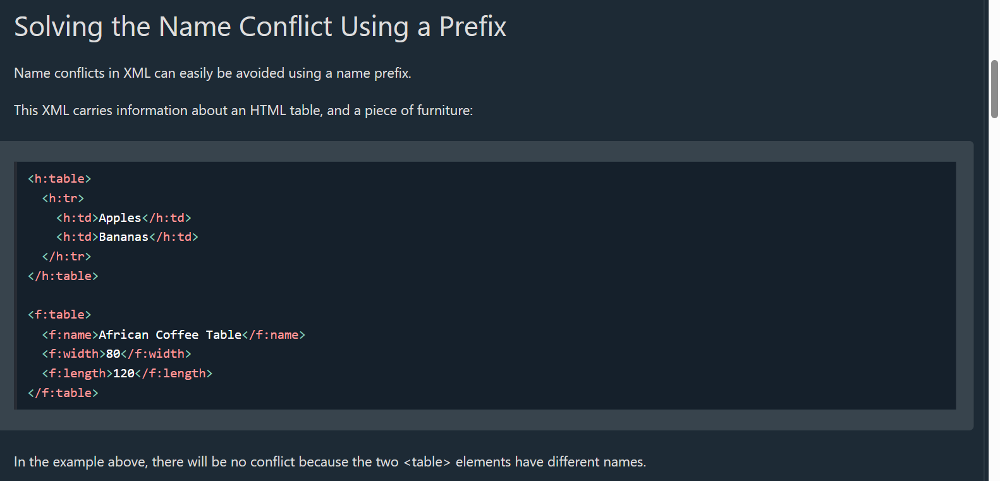 Solving the Name Conflict Using a Prefix
Name conflicts in XML can easily be avoided using a name prefix.
This XML carries information about an HTML table, and a piece of furniture:
<h:table>
  <h:tr>
    <h:td>Apples</h:td>
    <h:td>Bananas</h:td>
  </h:tr>
</h:table>

<f:table>
  <f:name>African Coffee Table</f:name>
  <f:width>80</f:width>
  <f:length>120</f:length>
</f:table>
In the example above, there will be no conflict because the two <table> elements have different names.